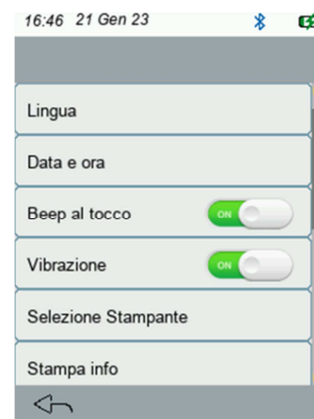 16:46 21 Gen 23
Lingua
Data e ora
Beep al tocco ON
Vibrazione ON
Selezione Stampante
Stampa info